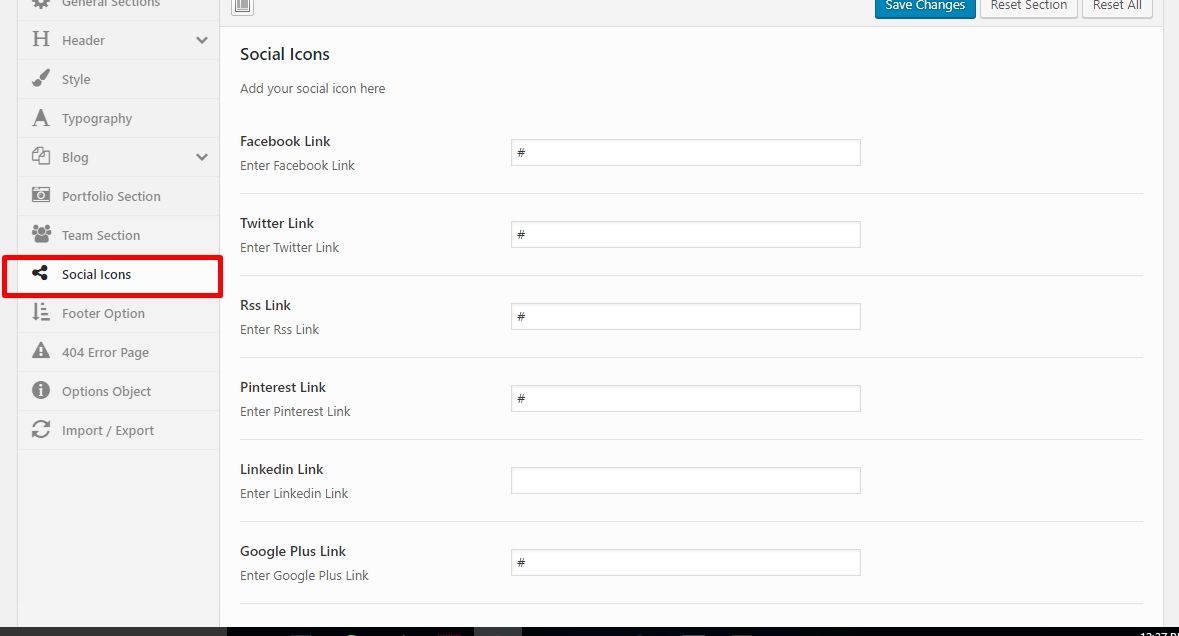 General Sections
Header
Style
Typography
Blog
Portfolio Section
Team Section
Social Icons
Footer Option
404 Error Page
Options Object
Import / Export
Save Changes
Reset Section
Reset All
Social Icons
Add your social icon here
Facebook Link
Enter Facebook Link
#
Twitter Link
Enter Twitter Link
#
Rss Link
Enter Rss Link
#
Pinterest Link
Enter Pinterest Link
#
Linkedin Link
Enter Linkedin Link
Google Plus Link
Enter Google Plus Link
#